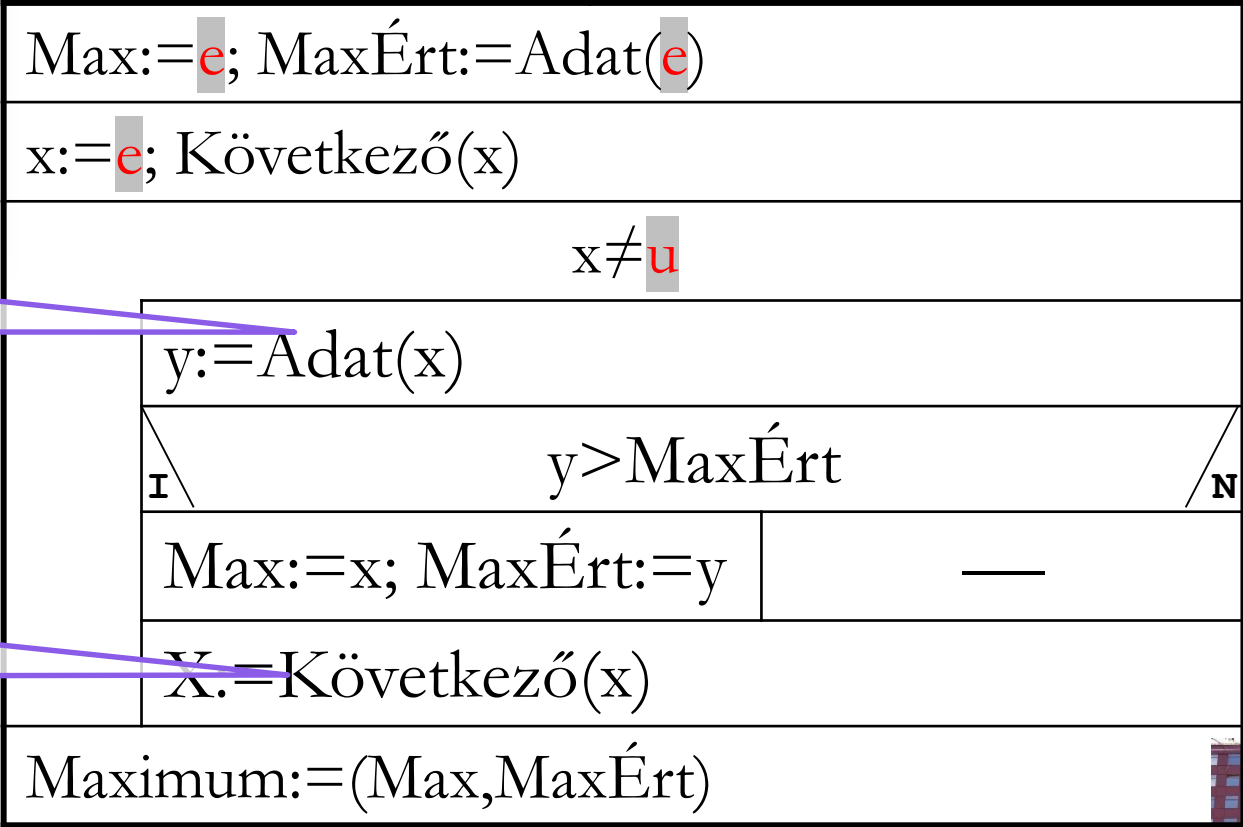 Max:=e; MaxÉrt:=Adat(e)
x:=e; Következő(x)
x≠u
y:=Adat(x)
y>MaxÉrt
I
N
Max:=x; MaxÉrt:=y
—
X.=Következő(x)
Maximum:=(Max,MaxÉrt)